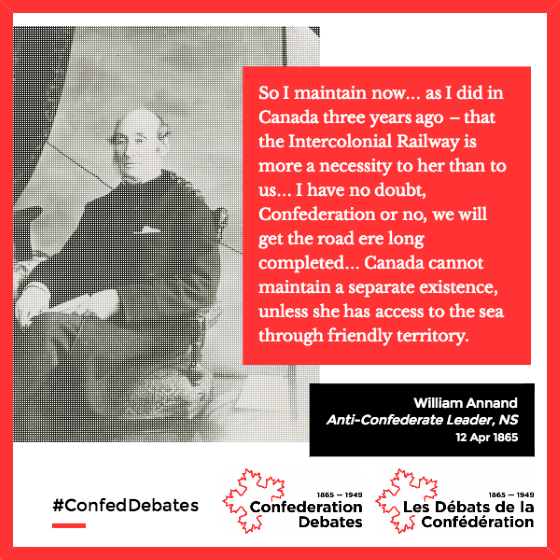 So I maintain now... as I did in
Canada three years ago – that
the Intercolonial Railway is
more a necessity to her than to
us... I have no doubt,
Confederation or no, we will
get the road ere long
completed... Canada cannot
maintain a separate existence,
unless she has access to the sea
through friendly territory.
William Annand
Anti-Confederate Leader, NS
12 Apr 1865
#ConfedDebates
1865 — 1949
Confederation
Debates
1865 — 1949
Les Débats de la
Confédération